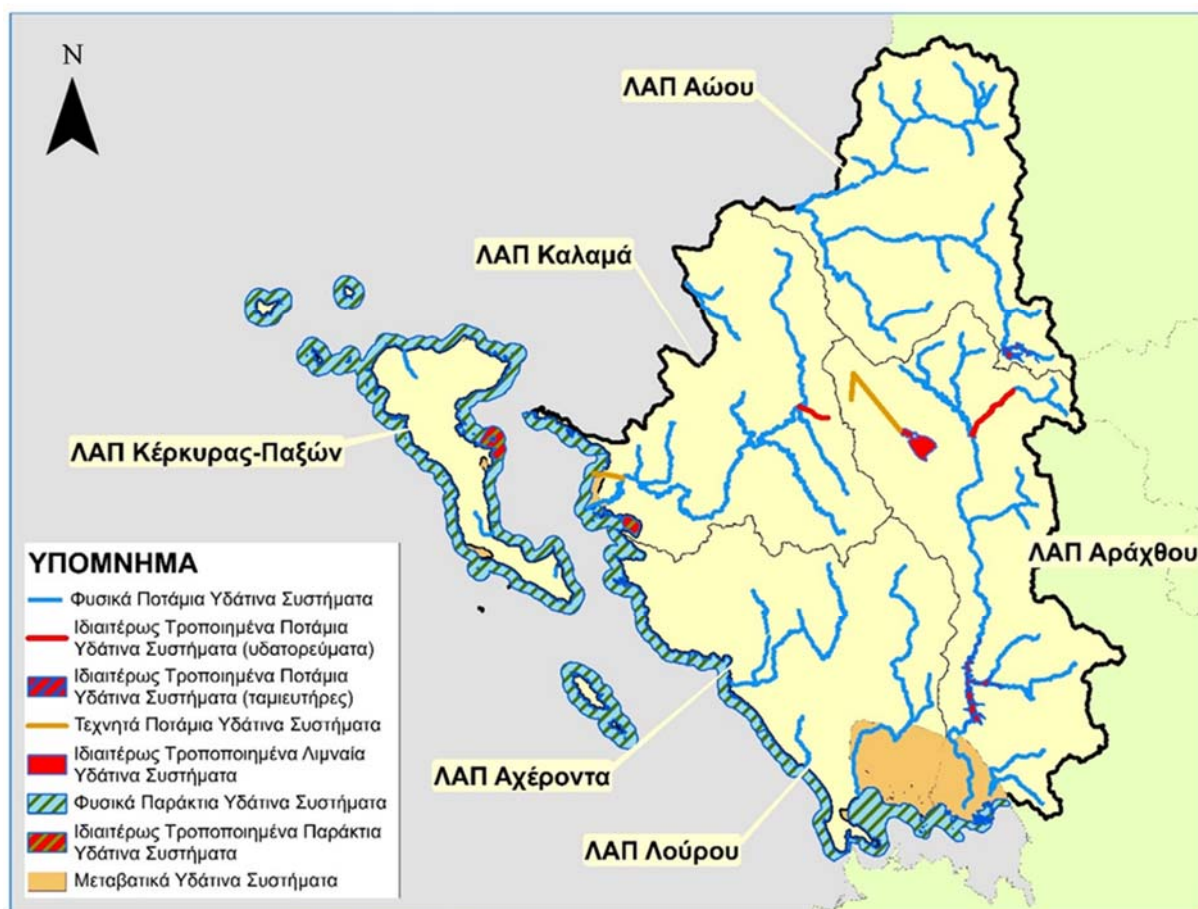 N
ΛΑΠ Αώου
ΛΑΠ Καλαμά
ΛΑΠ Κέρκυρας-Παξών
ΛΑΠ Αράχθου
ΛΑΠ Αχέροντα
ΛΑΠ Λούρου
ΥΠΟΜΝΗΜΑ
Φυσικά Ποτάμια Υδάτινα Συστήματα
Ιδιαιτέρως Τροποιημένα Ποτάμια
Υδάτινα Συστήματα (υδατορεύματα)
Ιδιαιτέρως Τροποποιημένα Ποτάμια
Υδάτινα Συστήματα (ταμιευτήρες)
Τεχνητά Ποτάμια Υδάτινα Συστήματα
Ιδιαιτέρως Τροποποιημένα Λιμναία
Υδάτινα Συστήματα
Φυσικά Παράκτια Υδάτινα Συστήματα
Ιδιαιτέρως Τροποποιημένα Παράκτια
Υδάτινα Συστήματα
Μεταβατικά Υδάτινα Συστήματα